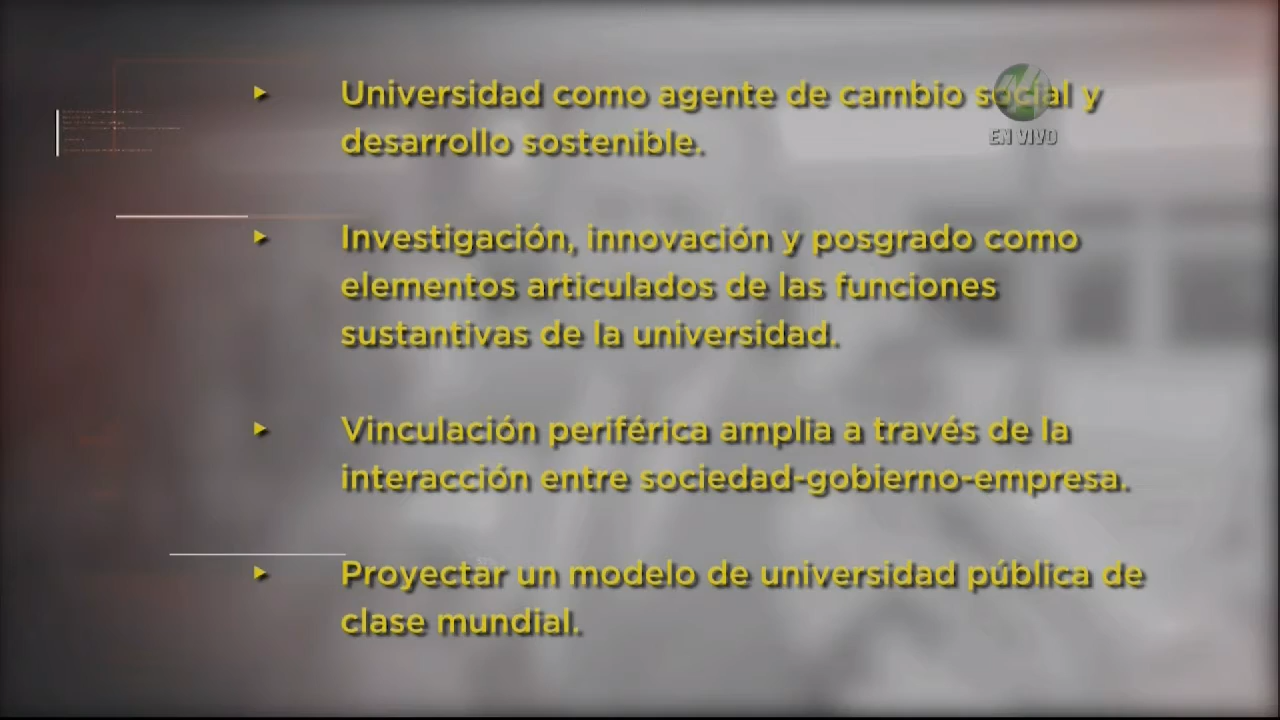 Universidad como agente de cambio social y
desarrollo sostenible.
EN VIVO
Investigación, innovación y posgrado como
elementos articulados de las funciones
sustantivas de la universidad.
Vinculación periférica amplia a través de la
interacción entre sociedad-gobierno-empresa.
Proyectar un modelo de universidad pública de
clase mundial.